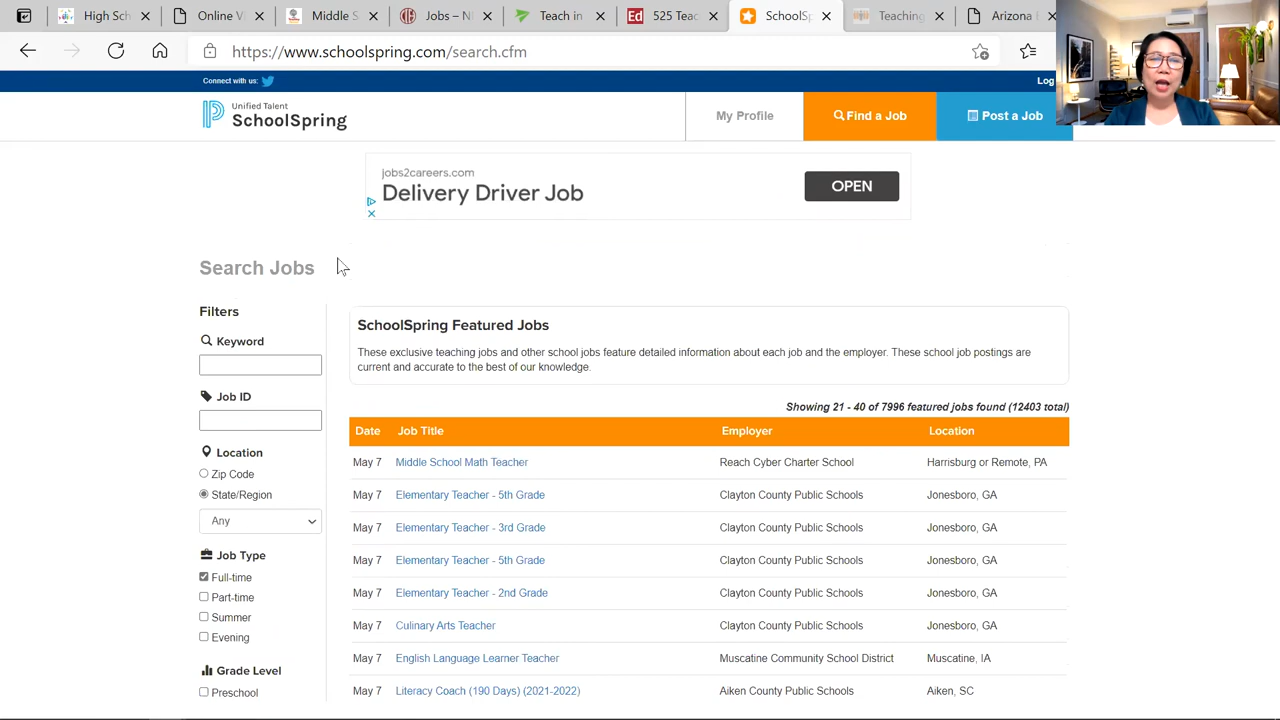 High Sch
Online V
Middle S
Jobs – N
Teach in
Ed 525 Teac
SchoolSp
Teaching
Arizona F
https://www.schoolspring.com/search.cfm
Connect with us:
Log
Unified Talent
SchoolSpring
My Profile
Find a Job
Post a Job
jobs2careers.com
Delivery Driver Job
OPEN
Search Jobs
Filters
Keyword
Job ID
Location
Zip Code
State/Region
Any
Job Type
Full-time
Part-time
Summer
Evening
Grade Level
Preschool
SchoolSpring Featured Jobs
These exclusive teaching jobs and other school jobs feature detailed information about each job and the employer. These school job postings are
current and accurate to the best of our knowledge.
Showing 21 - 40 of 7996 featured jobs found (12403 total)
Date Job Title Employer Location
May 7 Middle School Math Teacher Reach Cyber Charter School Harrisburg or Remote, PA
May 7 Elementary Teacher - 5th Grade Clayton County Public Schools Jonesboro, GA
May 7 Elementary Teacher - 3rd Grade Clayton County Public Schools Jonesboro, GA
May 7 Elementary Teacher - 5th Grade Clayton County Public Schools Jonesboro, GA
May 7 Elementary Teacher - 2nd Grade Clayton County Public Schools Jonesboro, GA
May 7 Culinary Arts Teacher Clayton County Public Schools Jonesboro, GA
May 7 English Language Learner Teacher Muscatine Community School District Muscatine, IA
May 7 Literacy Coach (190 Days) (2021-2022) Aiken County Public Schools Aiken, SC